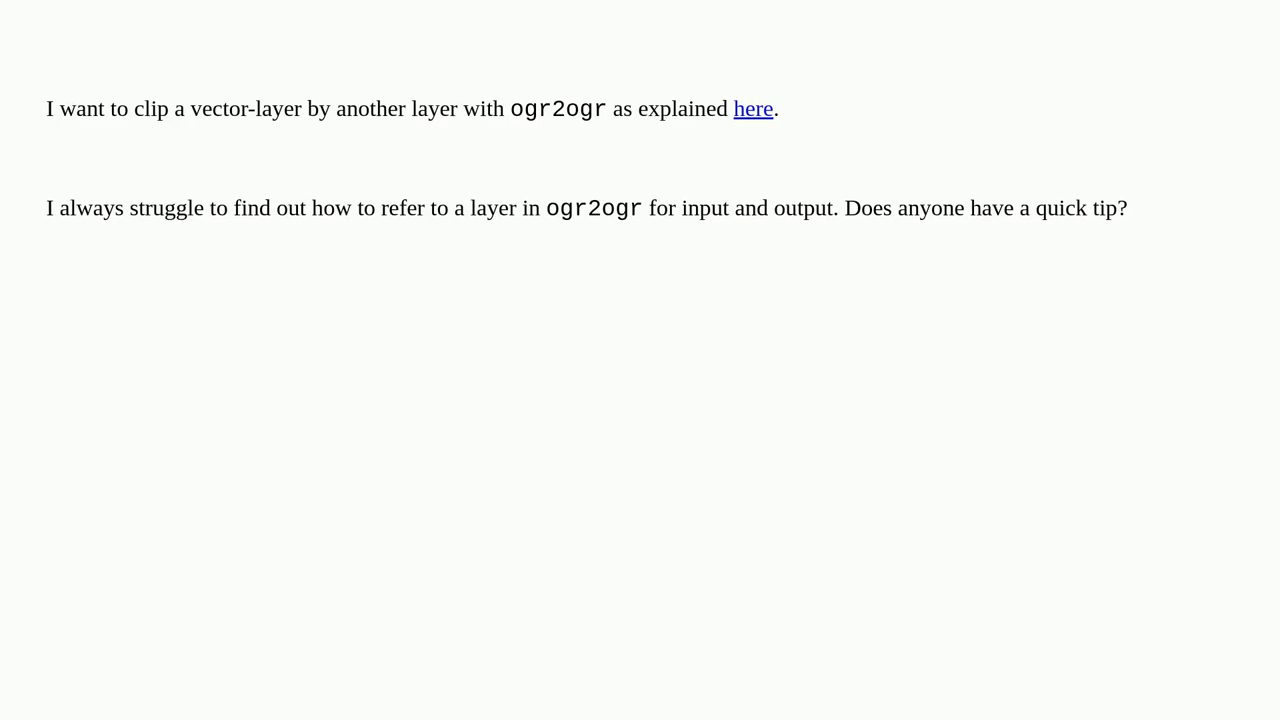 I want to clip a vector-layer by another layer with ogr2ogr as explained here.
I always struggle to find out how to refer to a layer in ogr2ogr for input and output. Does anyone have a quick tip?